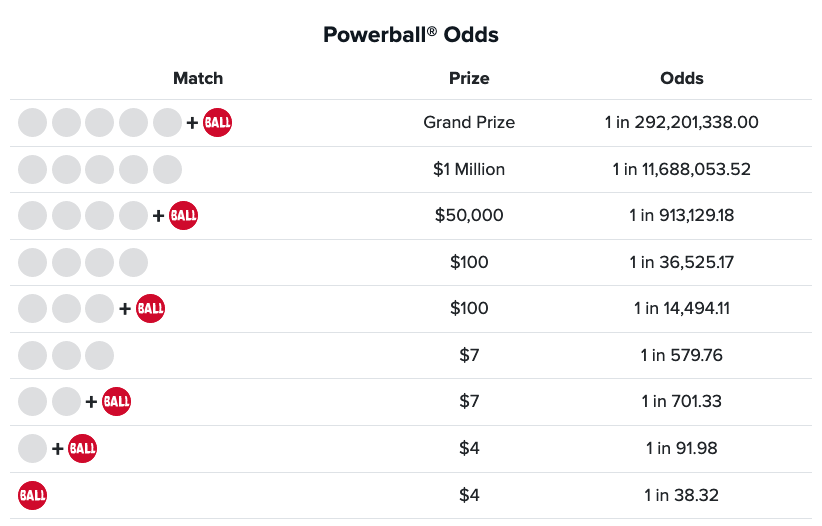 Powerball® Odds
Match Prize Odds
+ BALL Grand Prize 1 in 292,201,338.00
$1 Million 1 in 11,688,053.52
+ BALL $50,000 1 in 913,129.18
$100 1 in 36,525.17
+ BALL $100 1 in 14,494.11
$7 1 in 579.76
+ BALL $7 1 in 701.33
+ BALL $4 1 in 91.98
BALL $4 1 in 38.32